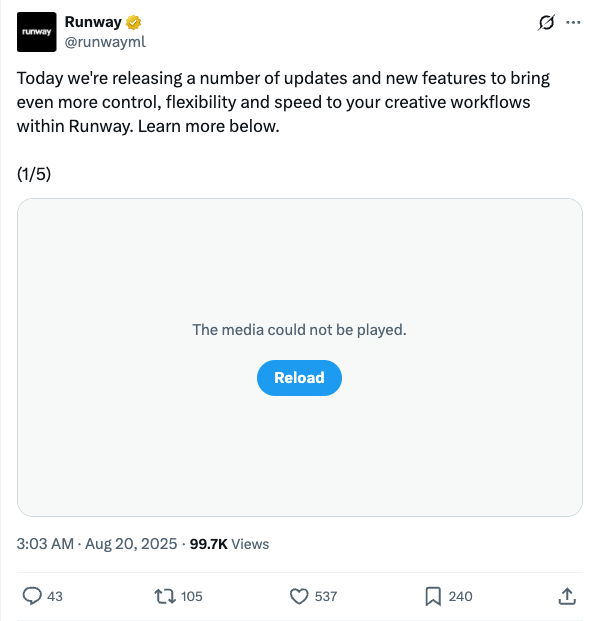 runway
Runway
@runwayml
Today we're releasing a number of updates and new features to bring
even more control, flexibility and speed to your creative workflows
within Runway. Learn more below.
(1/5)
The media could not be played.
Reload
3:03 AM · Aug 20, 2025 · 99.7K Views
43 105 537 240